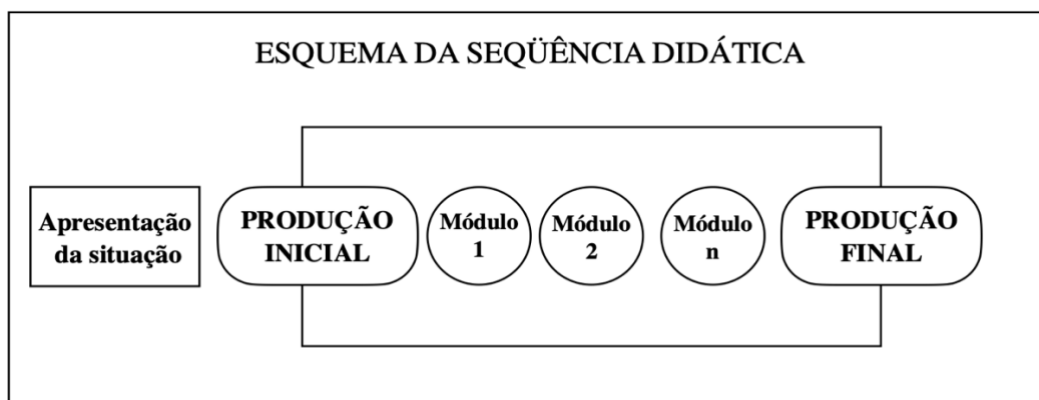 ESQUEMA DA SEQÜÊNCIA DIDÁTICA
Apresentação
da situação
PRODUÇÃO
INICIAL
Módulo
1
Módulo
2
Módulo
n
PRODUÇÃO
FINAL